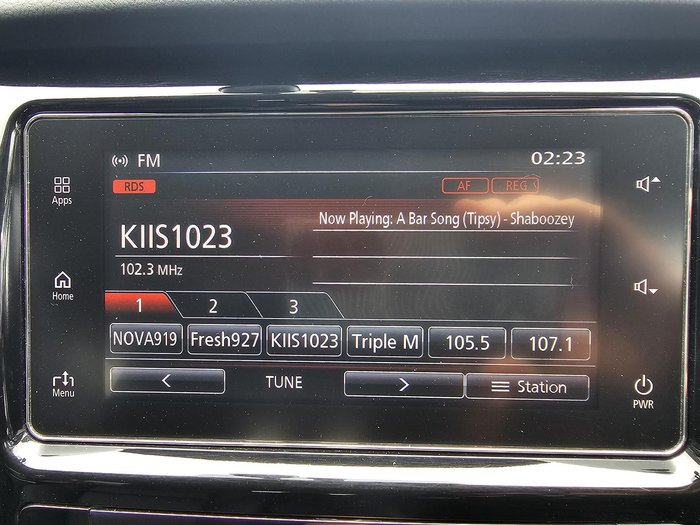 FM 02:23
RDS AF REG
Apps
Now Playing: A Bar Song (Tipsy) - Shaboozey
KIIS1023
102.3 MHz
Home
1 2 3
NOVA919 Fresh927 KIIS1023 Triple M 105.5 107.1
< TUNE > Station
Menu PWR